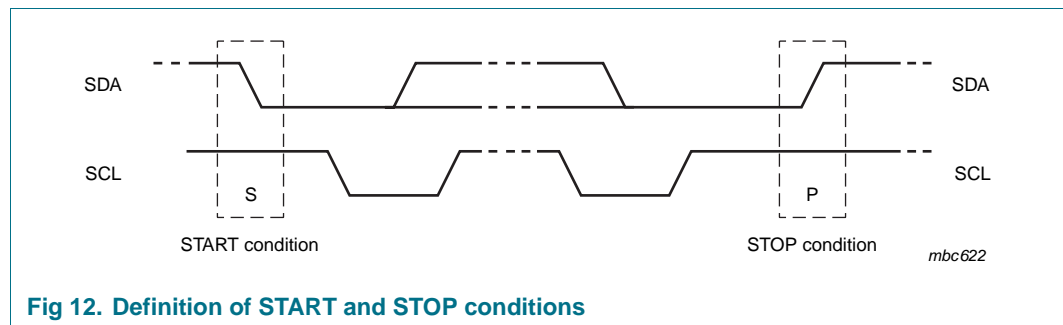 SDA SDA
SCL SCL
S P
START condition STOP condition
mbc622
Fig 12. Definition of START and STOP conditions